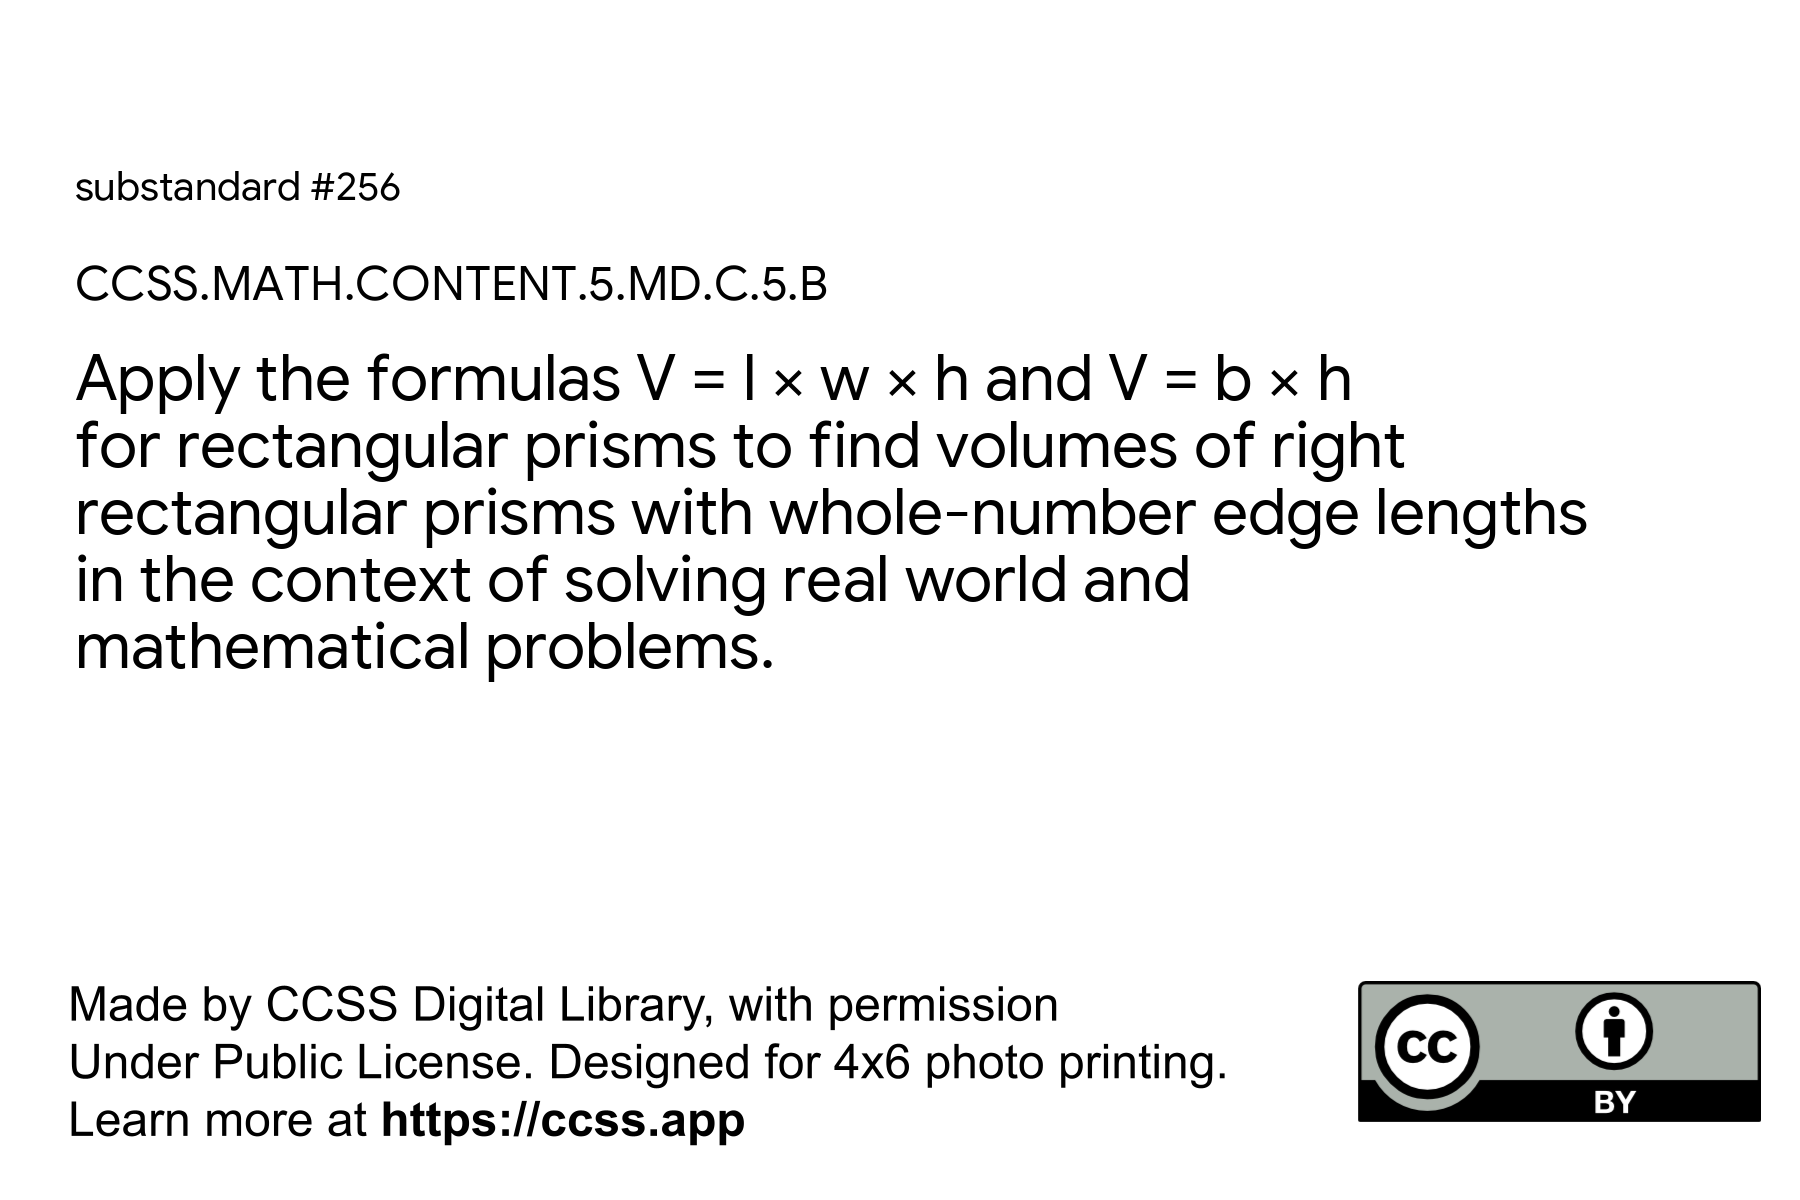 substandard #256
CCSS.MATH.CONTENT.5.MD.C.5.B
Apply the formulas V = l × w × h and V = b × h
for rectangular prisms to find volumes of right
rectangular prisms with whole-number edge lengths
in the context of solving real world and
mathematical problems.
Made by CCSS Digital Library, with permission
Under Public License. Designed for 4x6 photo printing.
Learn more at https://ccss.app
cc
BY